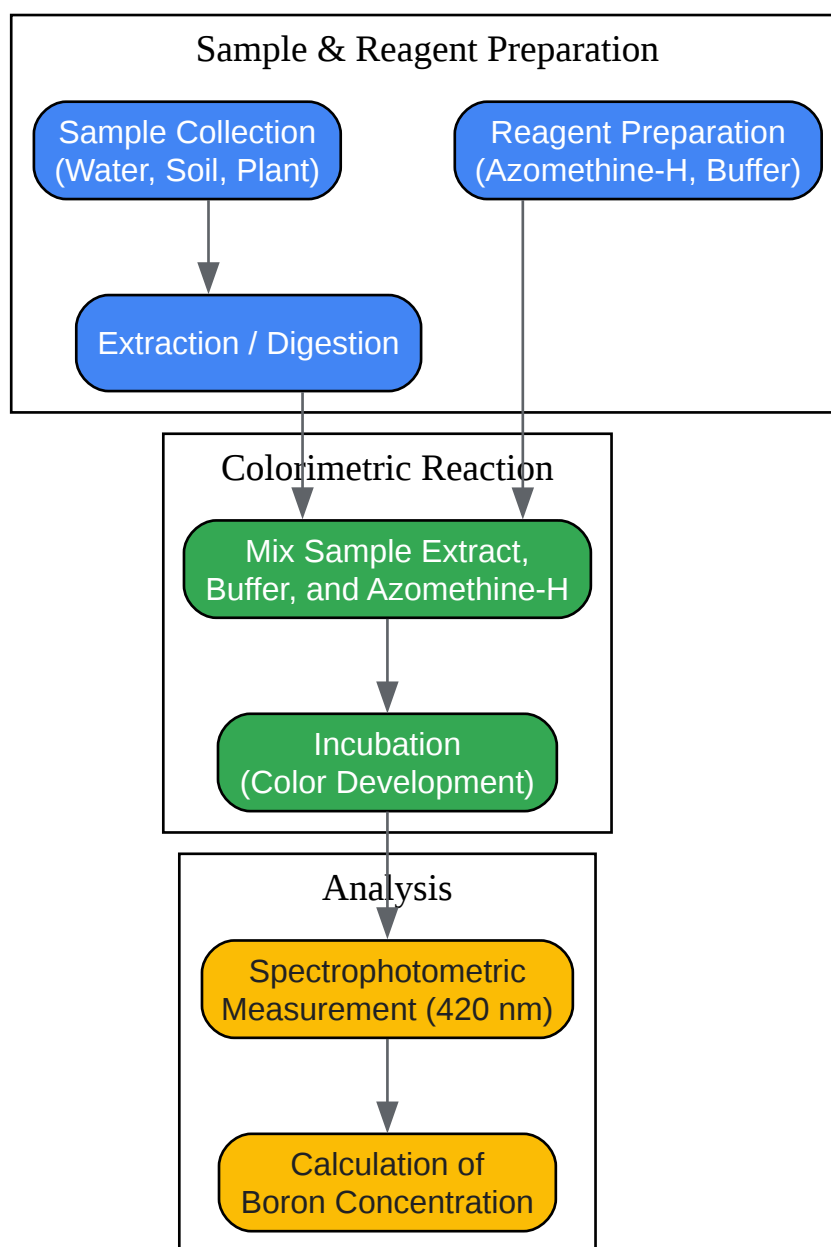 Sample & Reagent Preparation
Sample Collection
(Water, Soil, Plant)
Reagent Preparation
(Azomethine-H, Buffer)
Extraction / Digestion
Colorimetric Reaction
Mix Sample Extract,
Buffer, and Azomethine-H
Incubation
(Color Development)
Analysis
Spectrophotometric
Measurement (420 nm)
Calculation of
Boron Concentration